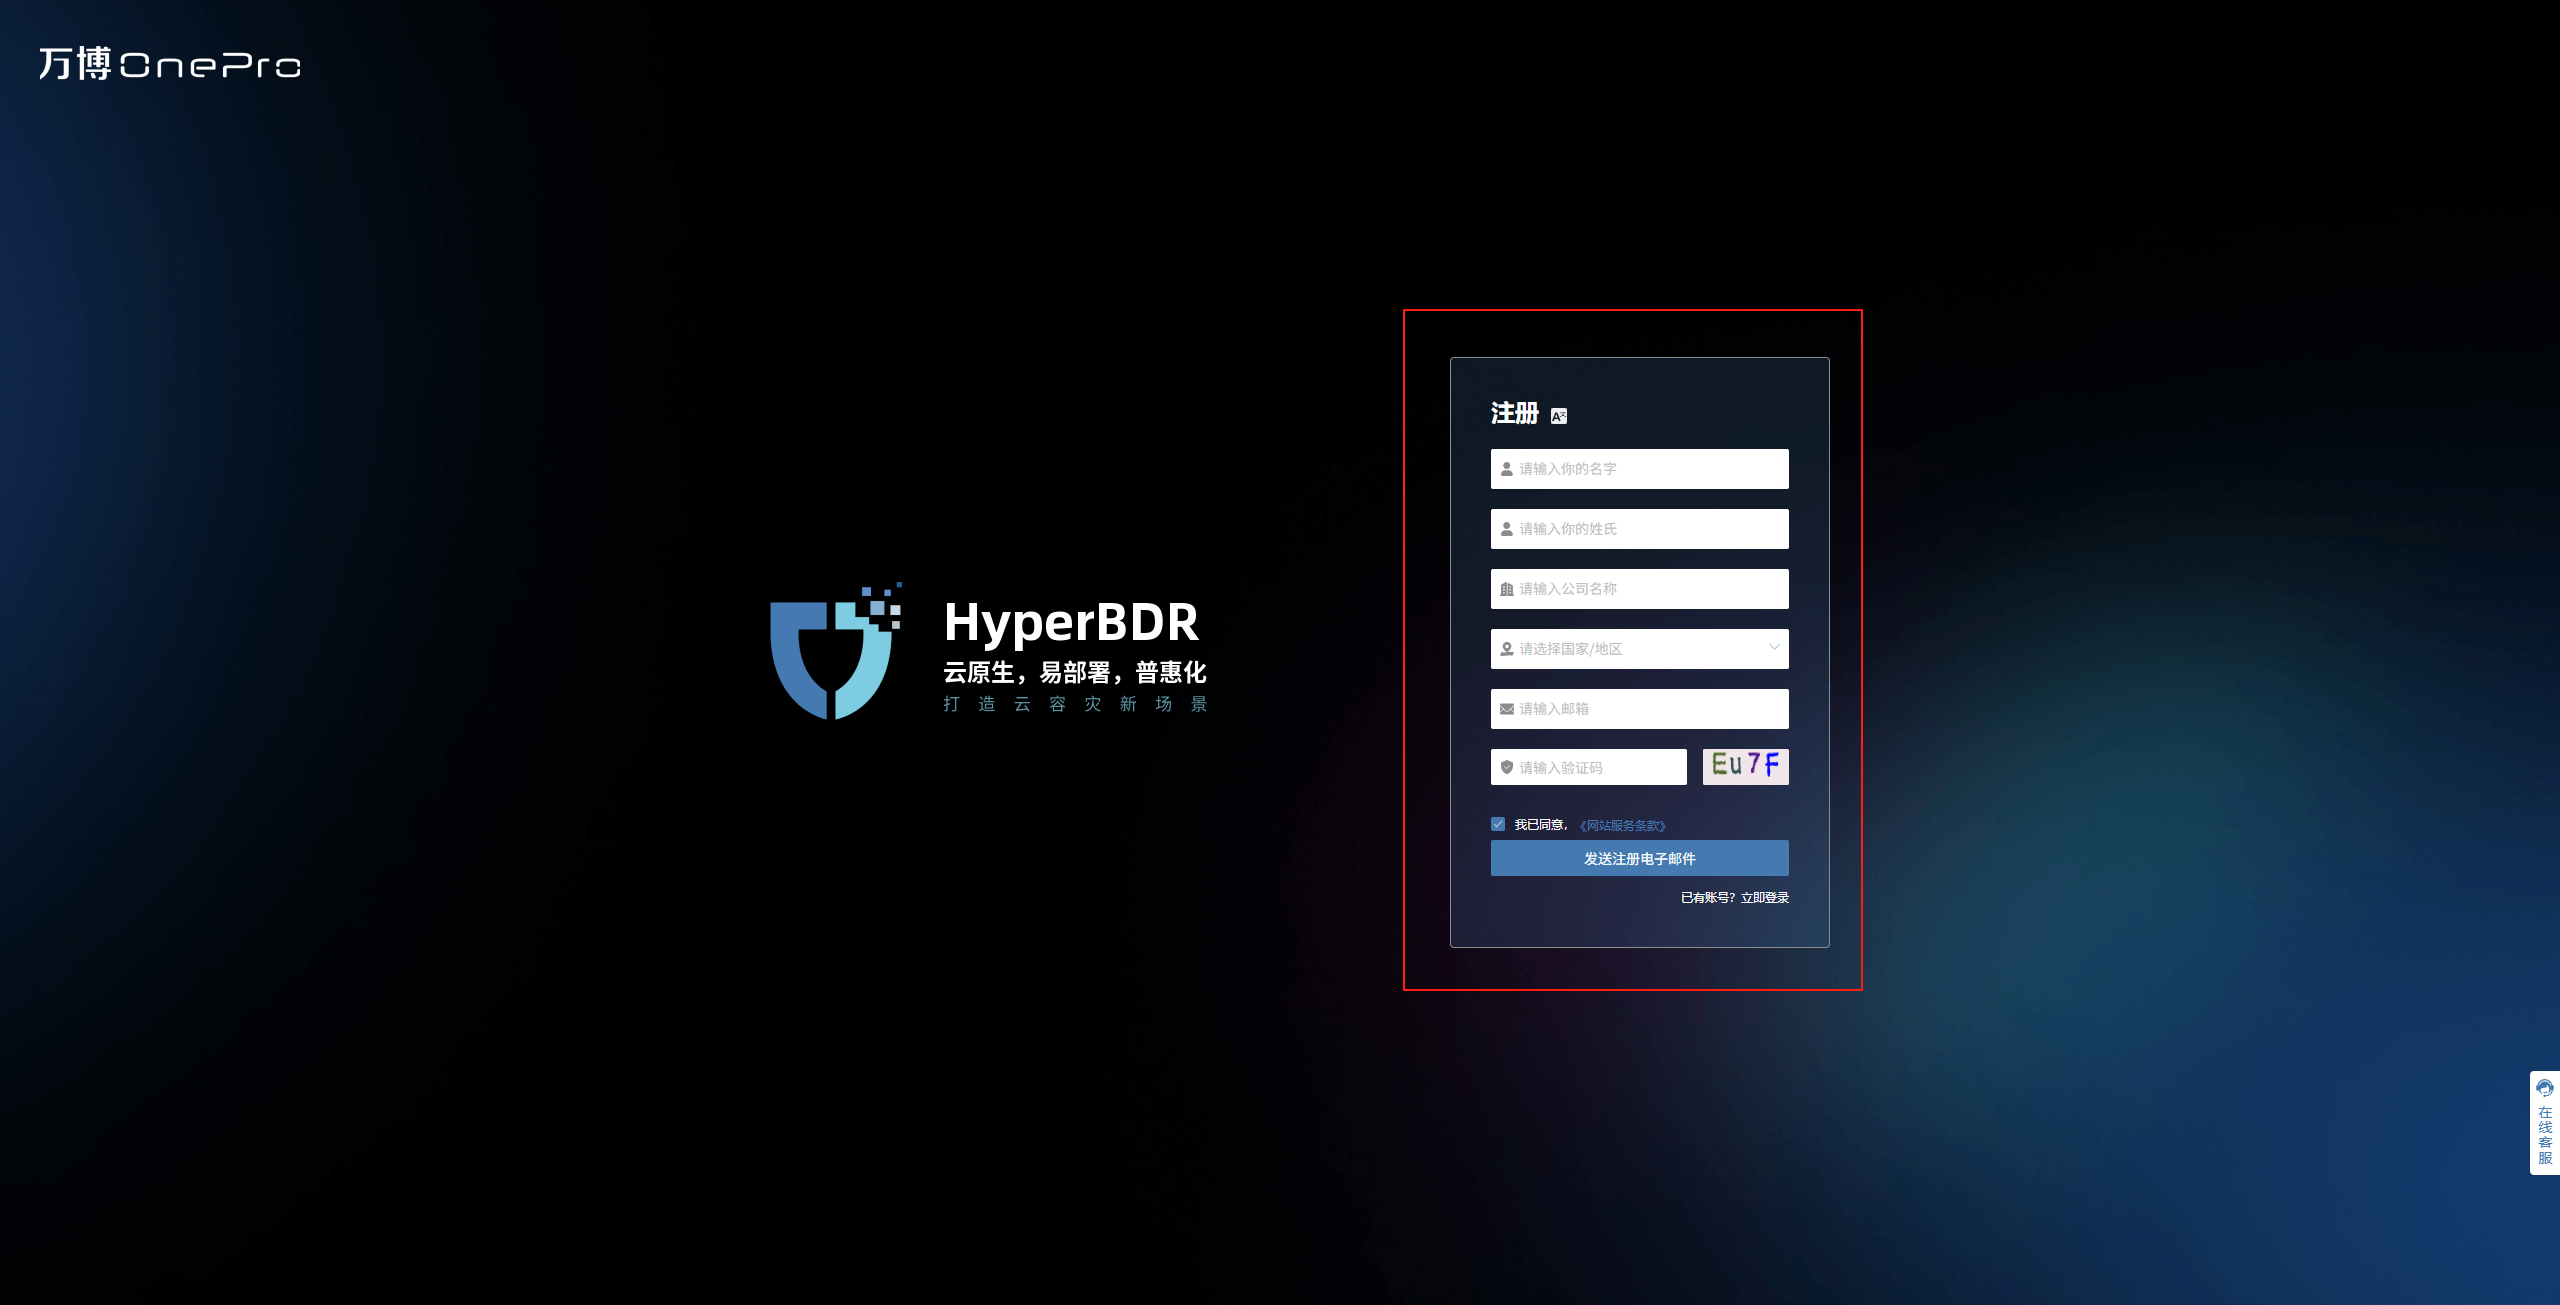 万博OnePro
HyperBDR
云原生，易部署，普惠化
打造云容灾新场景
注册
请输入你的名字
请输入你的姓氏
请输入公司名称
请选择国家/地区
请输入邮箱
请输入验证码
Eu7F
我已同意，《网站服务条款》
发送注册电子邮件
已有账号？立即登录
在线客服